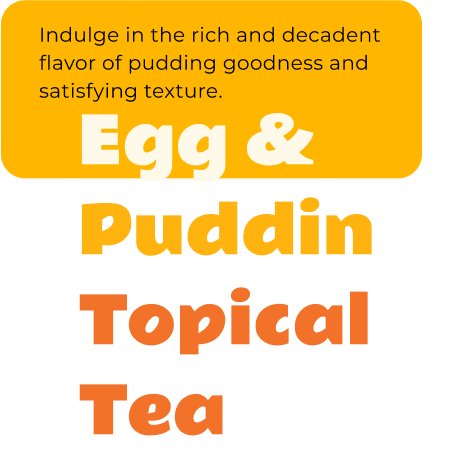 Indulge in the rich and decadent
flavor of pudding goodness and
satisfying texture.
Egg &
Puddin
Topical
Tea